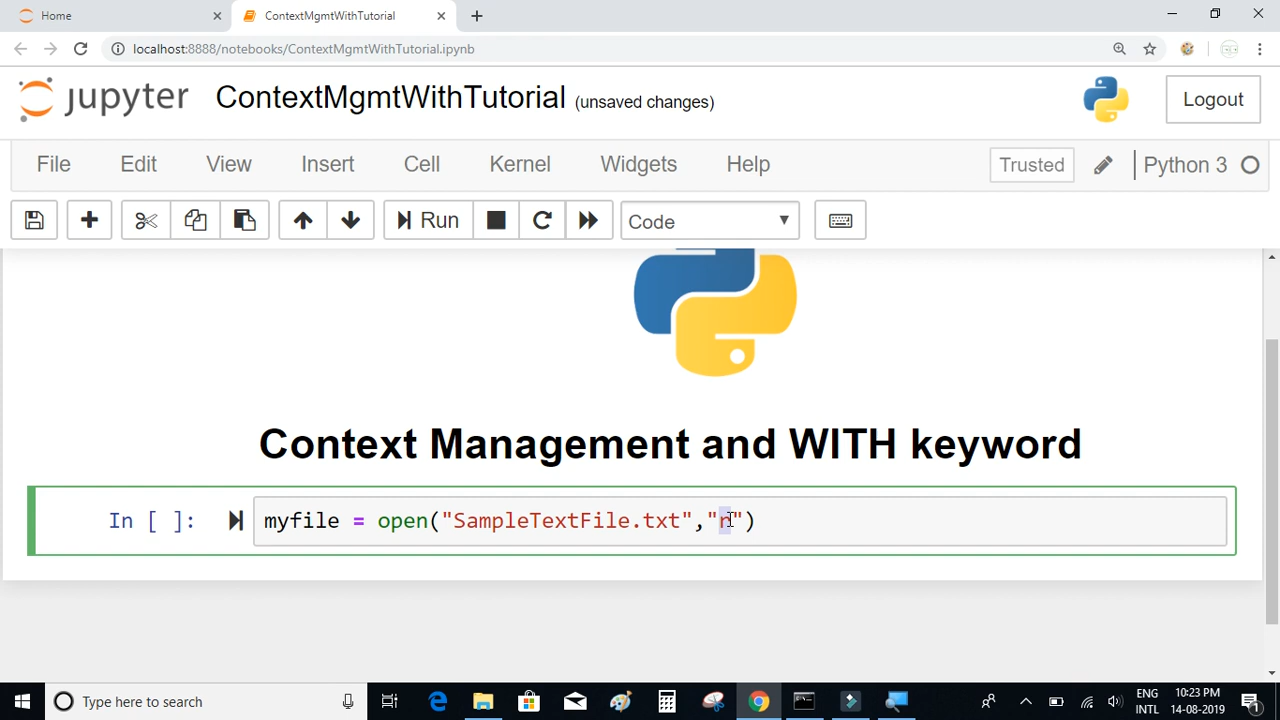 Home
ContextMgmtWithTutorial
localhost:8888/notebooks/ContextMgmtWithTutorial.ipynb
jupyter ContextMgmtWithTutorial (unsaved changes)
Logout
File Edit View Insert Cell Kernel Widgets Help
Trusted
Python 3
Run
Code
Context Management and WITH keyword
In [ ]: myfile = open("SampleTextFile.txt","r")
Type here to search
ENG 10:23 PM
INTL 14-08-2019
1